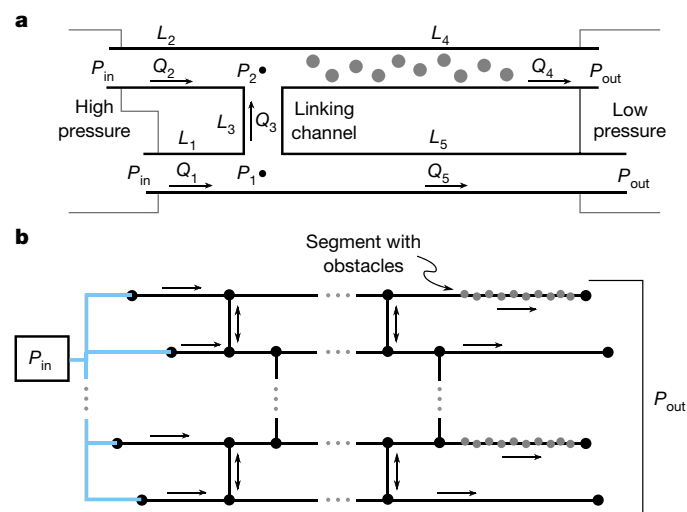 a
L2 L4
Pin Q2 P2 Q4 Pout
High pressure L3 Q3 Linking channel Low pressure
L1 L5
Pin Q1 P1 Q5 Pout
b
Segment with obstacles
Pin
Pout